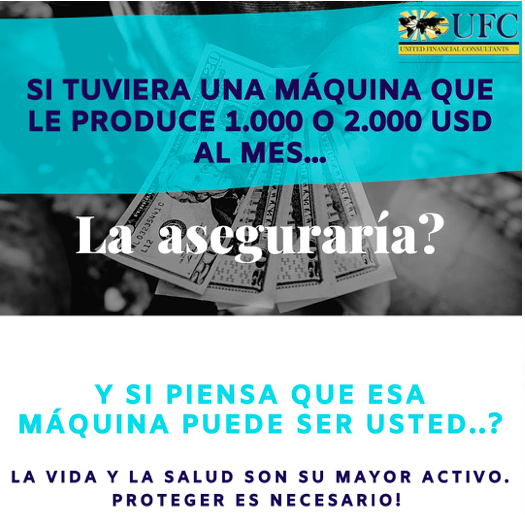 UFC
UNITED FINANCIAL CONSULTANTS
SI TUVIERA UNA MÁQUINA QUE
LE PRODUCE 1.000 O 2.000 USD
AL MES...
La aseguraría?
Y SI PIENSA QUE ESA
MÁQUINA PUEDE SER USTED..?
LA VIDA Y LA SALUD SON SU MAYOR ACTIVO.
PROTEGER ES NECESARIO!